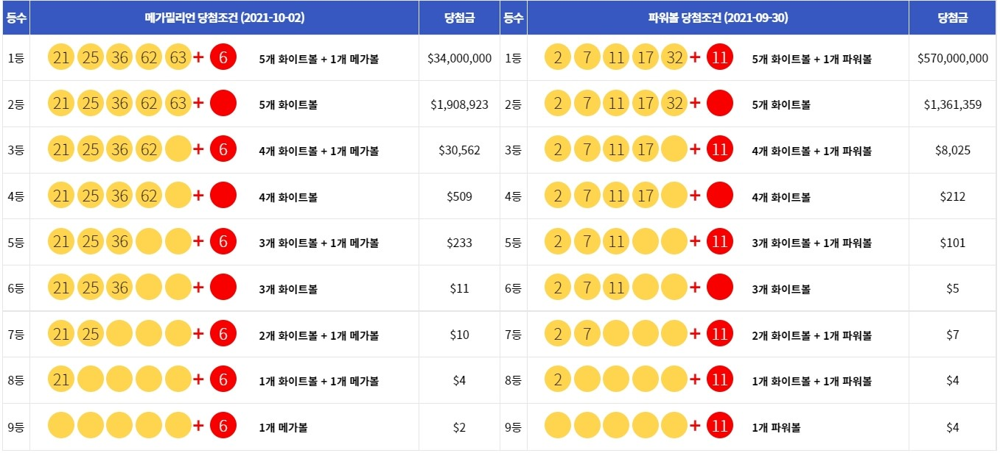 등수 메가밀리언 당첨조건 (2021-10-02) 당첨금 등수 파워볼 당첨조건 (2021-09-30) 당첨금
1등 21 25 36 62 63 + 6 5개 화이트볼 + 1개 메가볼 $34,000,000 1등 2 7 11 17 32 + 11 5개 화이트볼 + 1개 파워볼 $570,000,000
2등 21 25 36 62 63 + 5개 화이트볼 $1,908,923 2등 2 7 11 17 32 + 5개 화이트볼 $1,361,359
3등 21 25 36 62 + 6 4개 화이트볼 + 1개 메가볼 $30,562 3등 2 7 11 17 + 11 4개 화이트볼 + 1개 파워볼 $8,025
4등 21 25 36 62 + 4개 화이트볼 $509 4등 2 7 11 17 + 4개 화이트볼 $212
5등 21 25 36 + 6 3개 화이트볼 + 1개 메가볼 $233 5등 2 7 11 + 11 3개 화이트볼 + 1개 파워볼 $101
6등 21 25 36 + 3개 화이트볼 $11 6등 2 7 11 + 3개 화이트볼 $5
7등 21 25 + 6 2개 화이트볼 + 1개 메가볼 $10 7등 2 7 + 11 2개 화이트볼 + 1개 파워볼 $7
8등 21 + 6 1개 화이트볼 + 1개 메가볼 $4 8등 2 + 11 1개 화이트볼 + 1개 파워볼 $4
9등 + 6 1개 메가볼 $2 9등 + 11 1개 파워볼 $4